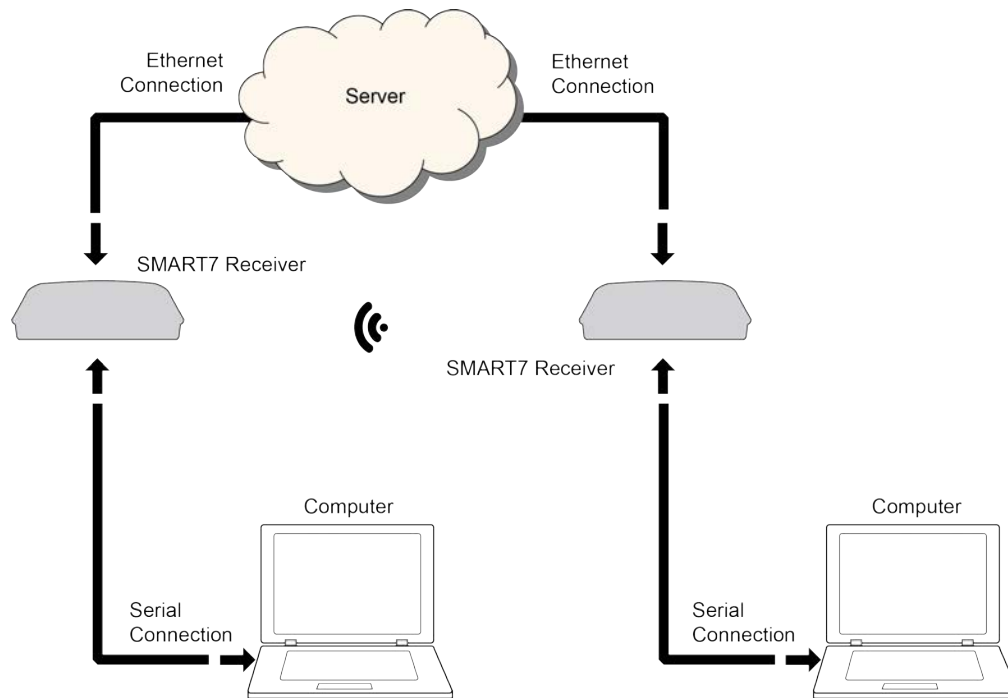 Ethernet
Connection
Server
Ethernet
Connection
SMART7 Receiver
SMART7 Receiver
Computer
Computer
Serial
Connection
Serial
Connection